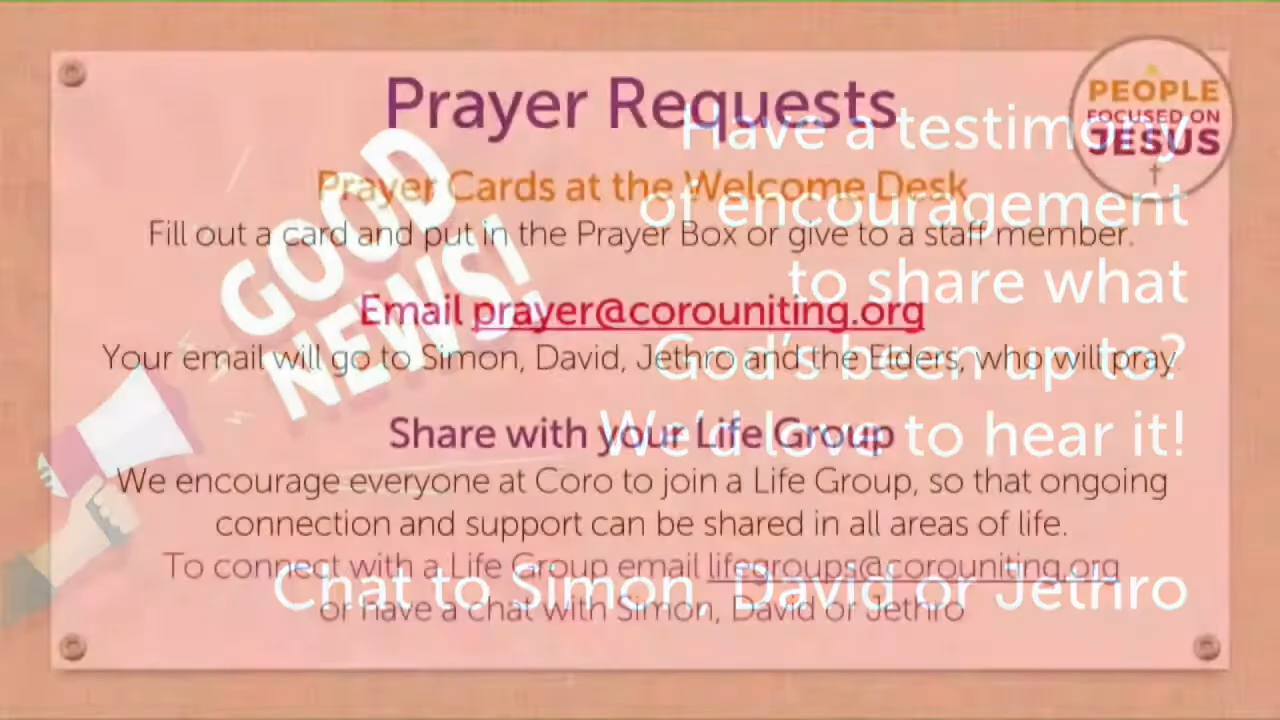 Prayer Requests
Prayer Cards at the Welcome Desk
Fill out a card and put in the Prayer Box or give to a staff member.
Email prayer@corouniting.org
Your email will go to Simon, David, Jethro and the Elders, who will pray.
Share with your Life Group
We encourage everyone at Coro to join a Life Group, so that ongoing
connection and support can be shared in all areas of life.
To connect with a Life Group email lifegroups@corouniting.org
or have a chat with Simon, David or Jethro
PEOPLE
FOCUSED ON
JESUS
GOOD
NEWS!
Have a testimony
of encouragement
to share what
God's been up to?
We'd love to hear it!
Chat to Simon, David or Jethro